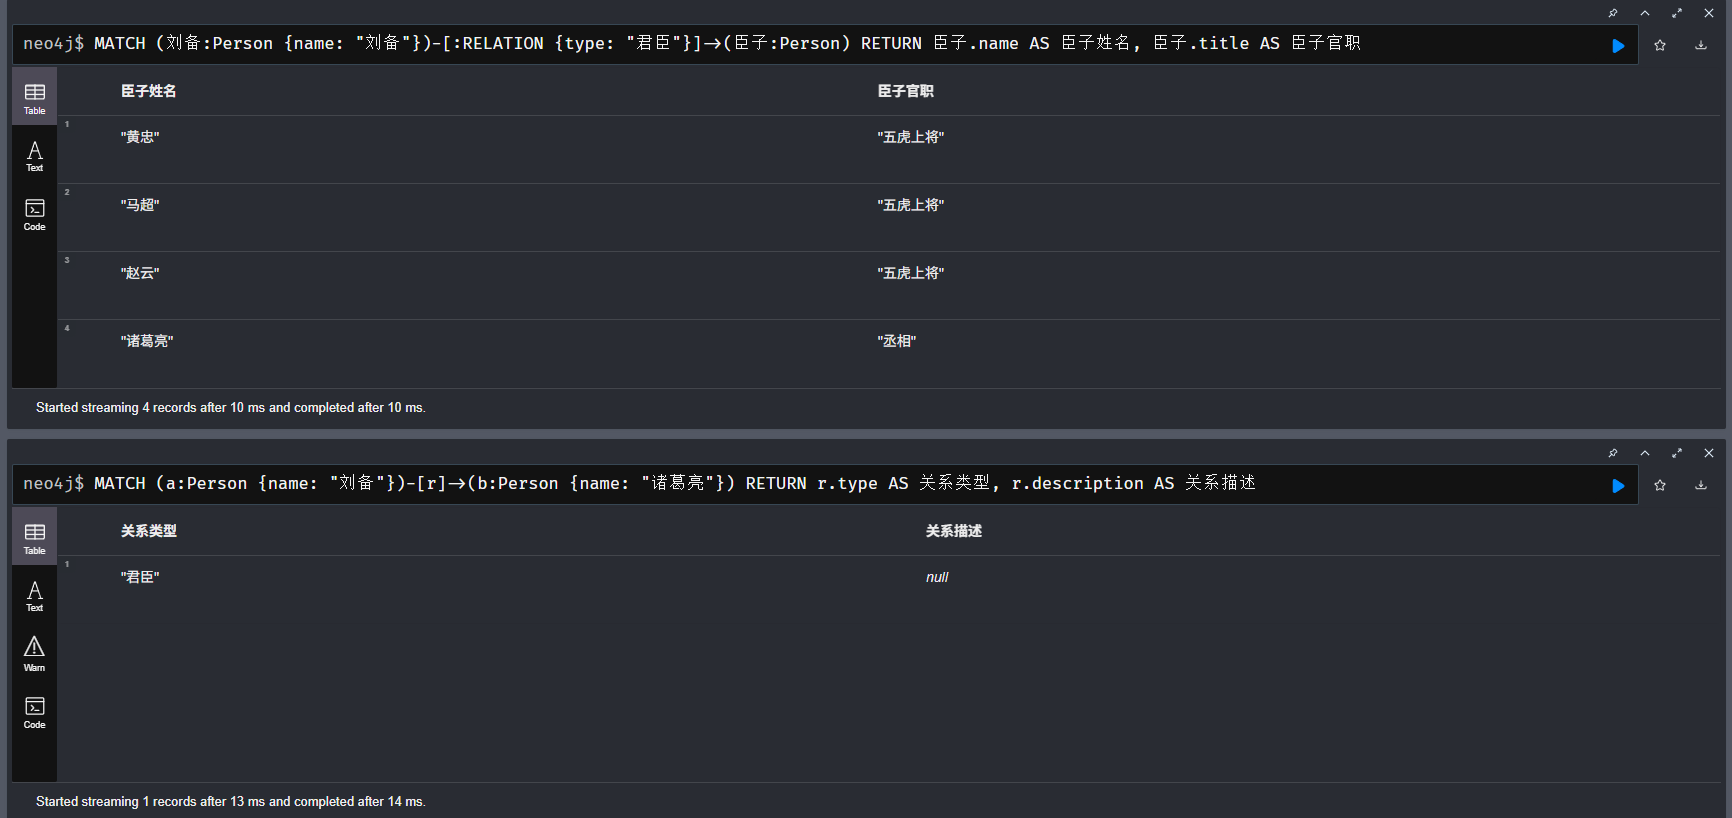 neo4j$ MATCH (刘备:Person {name: "刘备"})-[:RELATION {type: "君臣"}]→(臣子:Person) RETURN 臣子.name AS 臣子姓名, 臣子.title AS 臣子官职
Table
Text
Code
臣子姓名 臣子官职
1 "黄忠" "五虎上将"
2 "马超" "五虎上将"
3 "赵云" "五虎上将"
4 "诸葛亮" "丞相"
Started streaming 4 records after 10 ms and completed after 10 ms.
neo4j$ MATCH (a:Person {name: "刘备"})-[r]→(b:Person {name: "诸葛亮"}) RETURN r.type AS 关系类型, r.description AS 关系描述
Table
Text
Warn
Code
关系类型 关系描述
1 "君臣" null
Started streaming 1 records after 13 ms and completed after 14 ms.